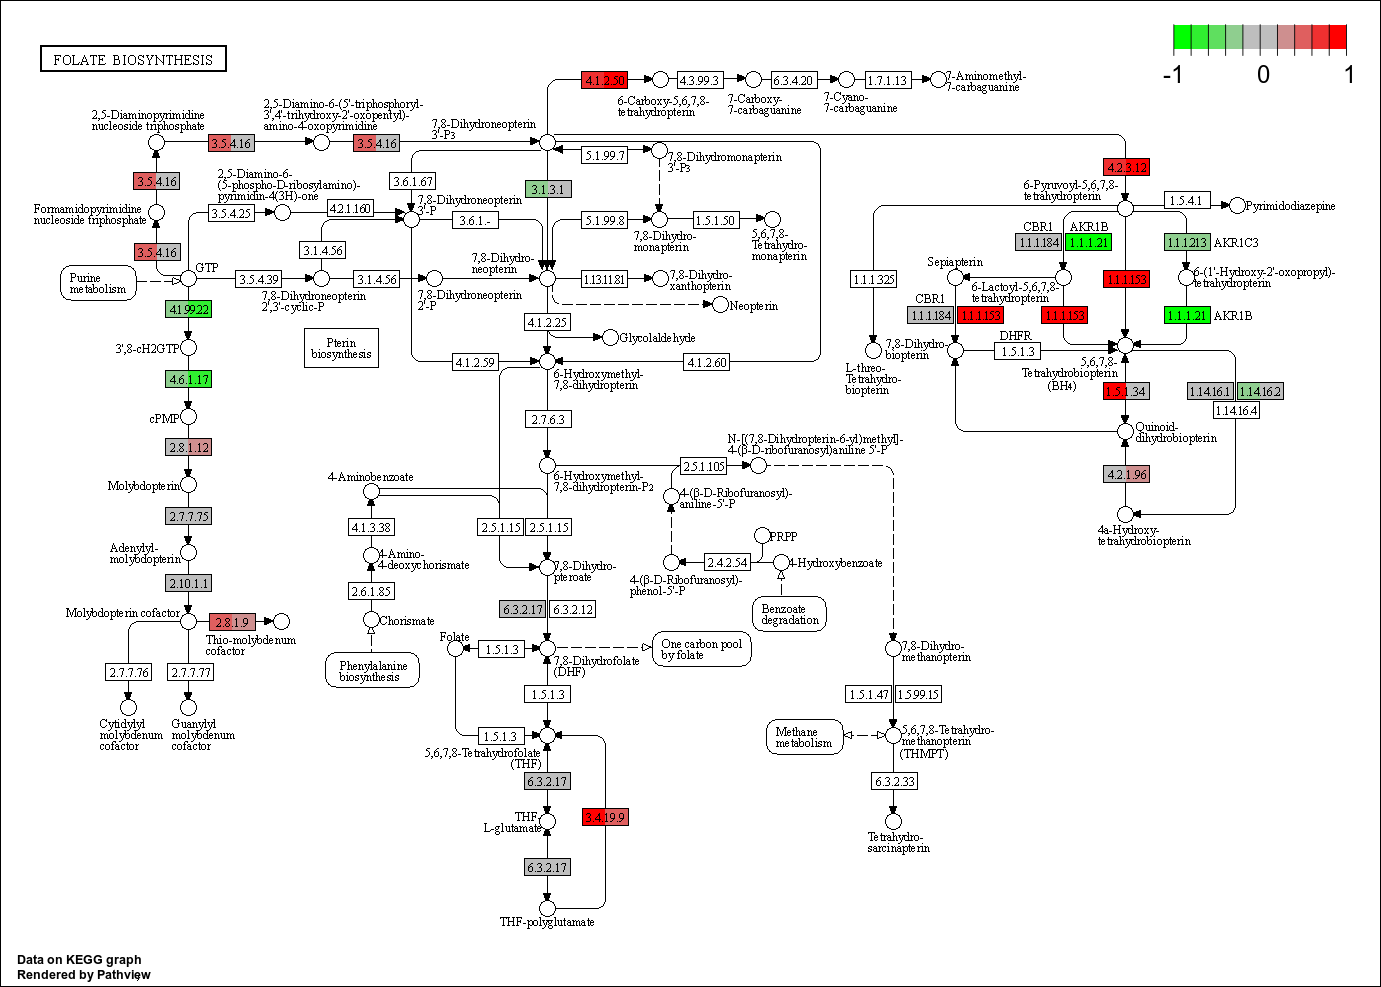 FOLATE BIOSYNTHESIS
-1
0
1
4.1.2.50
4.3.99.3
6.3.4.20
1.7.1.13
7-Aminomethyl-
7-carbaguanine
6-Carboxy-5,6,7,8-
tetrahydropterin
7-Carboxy-
7-carbaguanine
7-Cyano-
7-carbaguanine
2,5-Diaminopyrimidine
nucleoside triphosphate
2,5-Diamino-6-(5'-triphosphoryl-
3',4'-trihydroxy-2'-oxopentyl)-
amino-4-oxopyrimidine
7,8-Dihydroneopterin
3'-P3
3.5.4.16
3.5.4.16
5.1.99.7
7,8-Dihydromonapterin
3'-P3
4.2.3.12
3.5.4.16
2,5-Diamino-6-
(5-phospho-D-ribosylamino)-
pyrimidin-4(3H)-one
3.6.1.67
3.1.3.1
6-Pyruvoyl-5,6,7,8-
tetrahydropterin
1.5.4.1
Pyrimidodiazepine
Formamidopyrimidine
nucleoside triphosphate
3.5.4.25
4.2.1.160
7,8-Dihydroneopterin
3'-P
3.6.1.-
5.1.99.8
1.5.1.50
7,8-Dihydro-
monapterin
5,6,7,8-
Tetrahydro-
monapterin
CBR1
1.1.1.184
AKR1B
1.1.1.21
1.1.1.213
AKR1C3
3.5.4.16
3.1.4.56
Purine
metabolism
GTP
3.5.4.39
3.1.4.56
7,8-Dihydro-
neopterin
1.13.11.81
7,8-Dihydro-
xanthopterin
Sepiapterin
1.1.1.325
6-Lactoyl-5,6,7,8-
tetrahydropterin
1.1.1.153
6-(1'-Hydroxy-2'-oxopropyl)-
tetrahydropterin
7,8-Dihydroneopterin
2',3'-cyclic-P
7,8-Dihydroneopterin
2'-P
Neopterin
4.1.99.22
CBR1
1.1.1.184
1.1.1.153
1.1.1.153
1.1.1.21
AKR1B
4.1.2.25
Glycolaldehyde
Pterin
biosynthesis
3',8-cH2GTP
4.1.2.59
4.1.2.60
6-Hydroxymethyl-
7,8-dihydropterin
7,8-Dihydro-
biopterin
DHFR
1.5.1.3
5,6,7,8-
Tetrahydrobiopterin
(BH4)
L-threo-
Tetrahydro-
biopterin
4.6.1.17
1.5.1.34
1.14.16.1
1.14.16.2
1.14.16.4
cPMP
2.7.6.3
Quinoid-
dihydrobiopterin
2.8.1.12
N-[(7,8-Dihydropterin-6-yl)methyl]-
4-(β-D-ribofuranosyl)aniline 5'-P
2.5.1.105
4.2.1.96
Molybdopterin
4-Aminobenzoate
6-Hydroxymethyl-
7,8-dihydropterin-P2
4-(β-D-Ribofuranosyl)-
aniline-5'-P
2.7.7.75
4.1.3.38
2.5.1.15
2.5.1.15
4a-Hydroxy-
tetrahydrobiopterin
PRPP
Adenylyl-
molybdopterin
4-Amino-
4-deoxychorismate
7,8-Dihydro-
pteroate
2.4.2.54
4-Hydroxybenzoate
4-(β-D-Ribofuranosyl)-
phenol-5'-P
2.10.1.1
2.6.1.85
6.3.2.17
6.3.2.12
Benzoate
degradation
Molybdopterin cofactor
2.8.1.9
Thio-molybdenum
cofactor
Chorismate
Folate
1.5.1.3
7,8-Dihydrofolate
(DHF)
One carbon pool
by folate
7,8-Dihydro-
methanopterin
2.7.7.76
2.7.7.77
Phenylalanine
biosynthesis
1.5.1.3
1.5.1.47
1.5.99.15
Cytidylyl
molybdenum
cofactor
Guanylyl
molybdenum
cofactor
1.5.1.3
5,6,7,8-Tetrahydrofolate
(THF)
Methane
metabolism
5,6,7,8-Tetrahydro-
methanopterin
(THMPT)
6.3.2.17
6.3.2.33
THF-
L-glutamate
3.4.19.9
Tetrahydro-
sarcinapterin
6.3.2.17
THF-polyglutamate
Data on KEGG graph
Rendered by Pathview